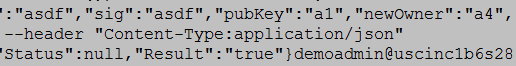 ":"asdf","sig":"asdf","pubKey":"a1","newOwner":"a4",
--header "Content-Type:application/json"
"Status":null,"Result":"true"}demoadmin@uscinc1b6s28